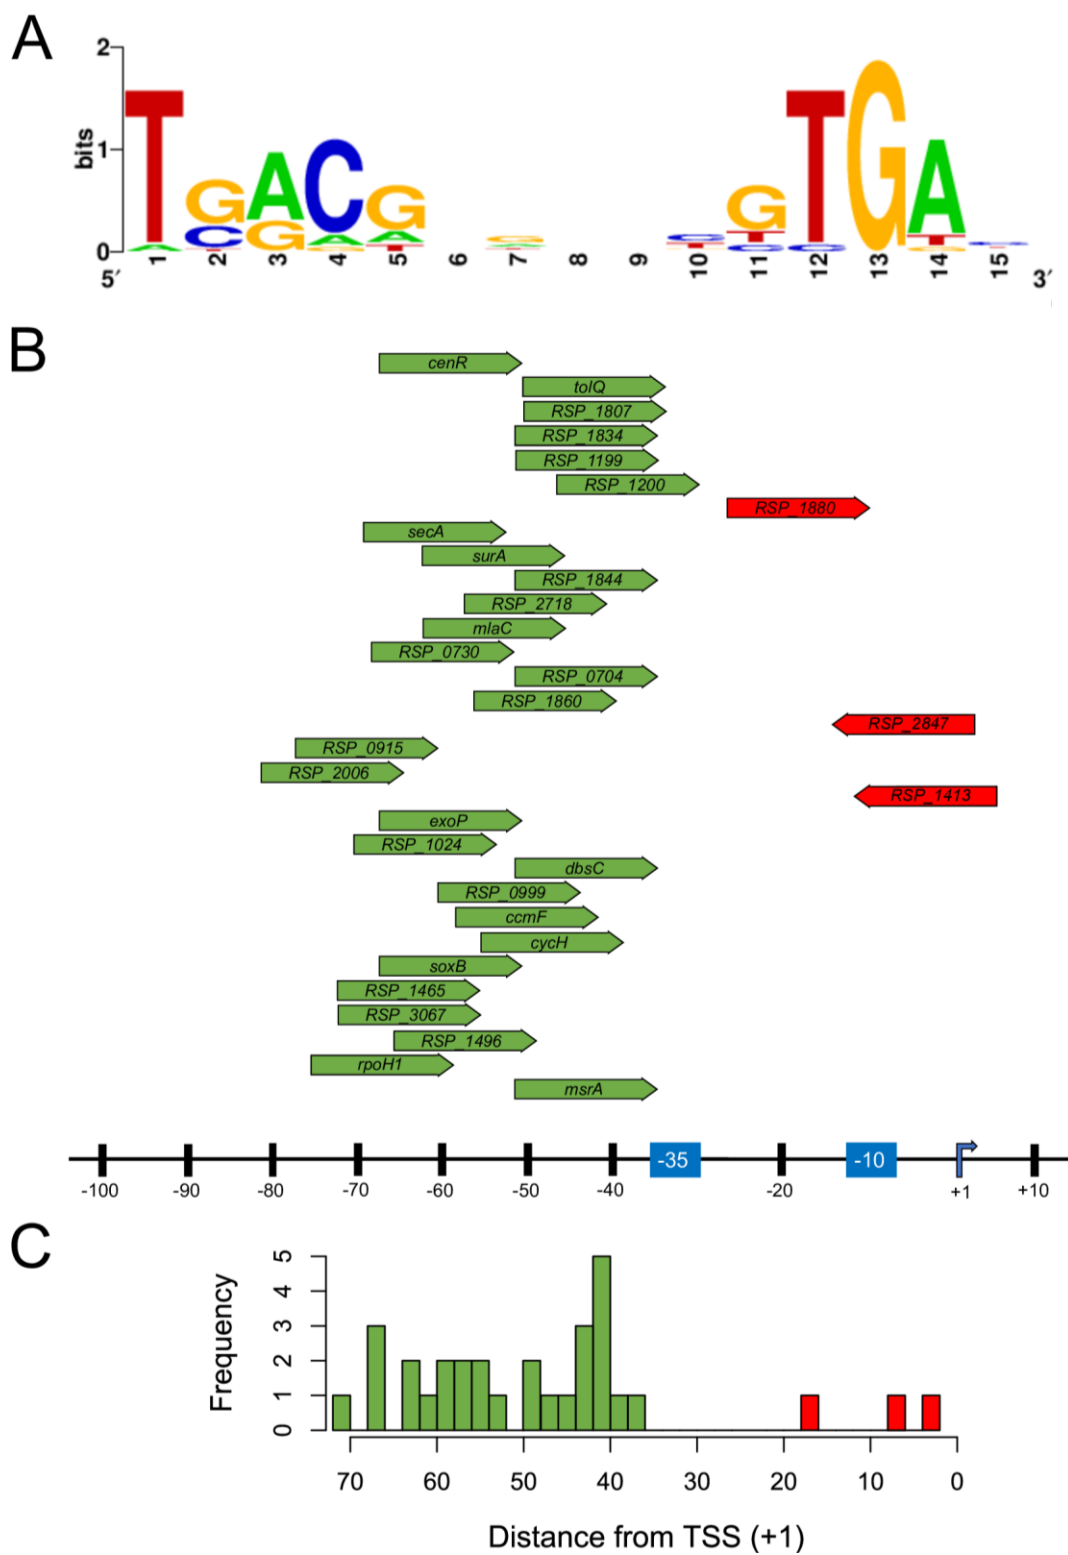 A
2
bits
1
0
T G A C G G T G A
C G A A T C T T T
A G T C C G
1 2 3 4 5 6 7 8 9 10 11 12 13 14 15
5′ 3′
B
cenR
tolQ
RSP_1807
RSP_1834
RSP_1199
RSP_1200
RSP_1880
secA
surA
RSP_1844
RSP_2718
mlaC
RSP_0730
RSP_0704
RSP_1860
RSP_2847
RSP_0915
RSP_2006
RSP_1413
exoP
RSP_1024
dbsC
RSP_0999
ccmF
cycH
soxB
RSP_1465
RSP_3067
RSP_1496
rpoH1
msrA
-35 -10
-100 -90 -80 -70 -60 -50 -40 -20 +1 +10
C
Frequency
5
4
3
2
1
0
70 60 50 40 30 20 10 0
Distance from TSS (+1)